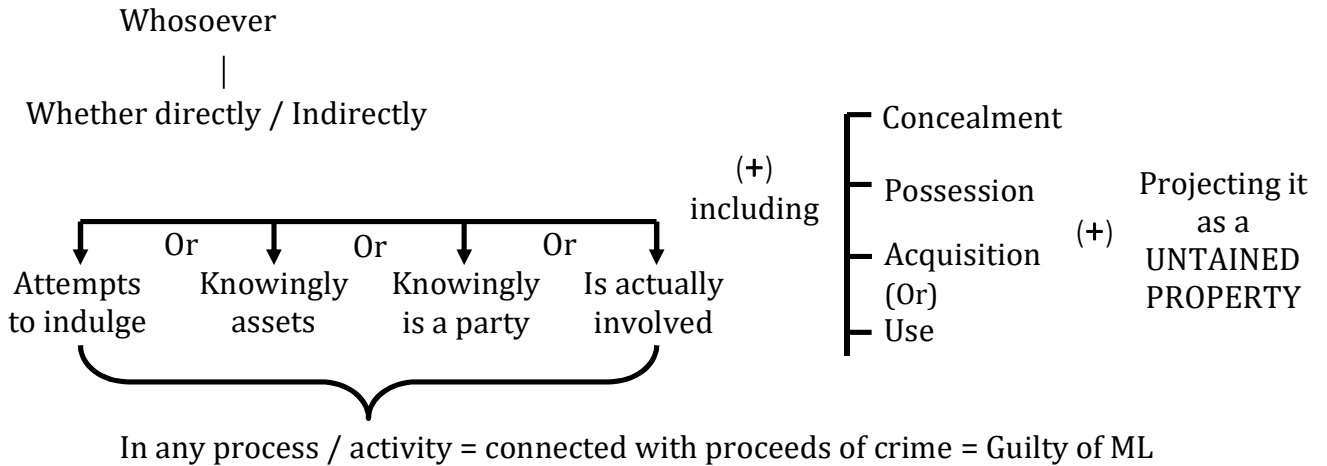 Whosoever
|
Whether directly / Indirectly
Or Or Or
Attempts to indulge
Knowingly assets
Knowingly is a party
Is actually involved
(+)
including
Concealment
Possession
Acquisition
(Or)
Use
(+)
Projecting it
as a
UNTAINED
PROPERTY
In any process / activity = connected with proceeds of crime = Guilty of ML